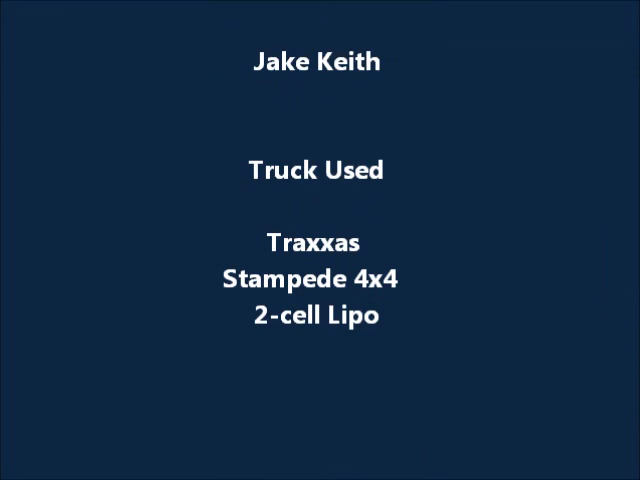 Jake Keith
Truck Used
Traxxas
Stampede 4x4
2-cell Lipo